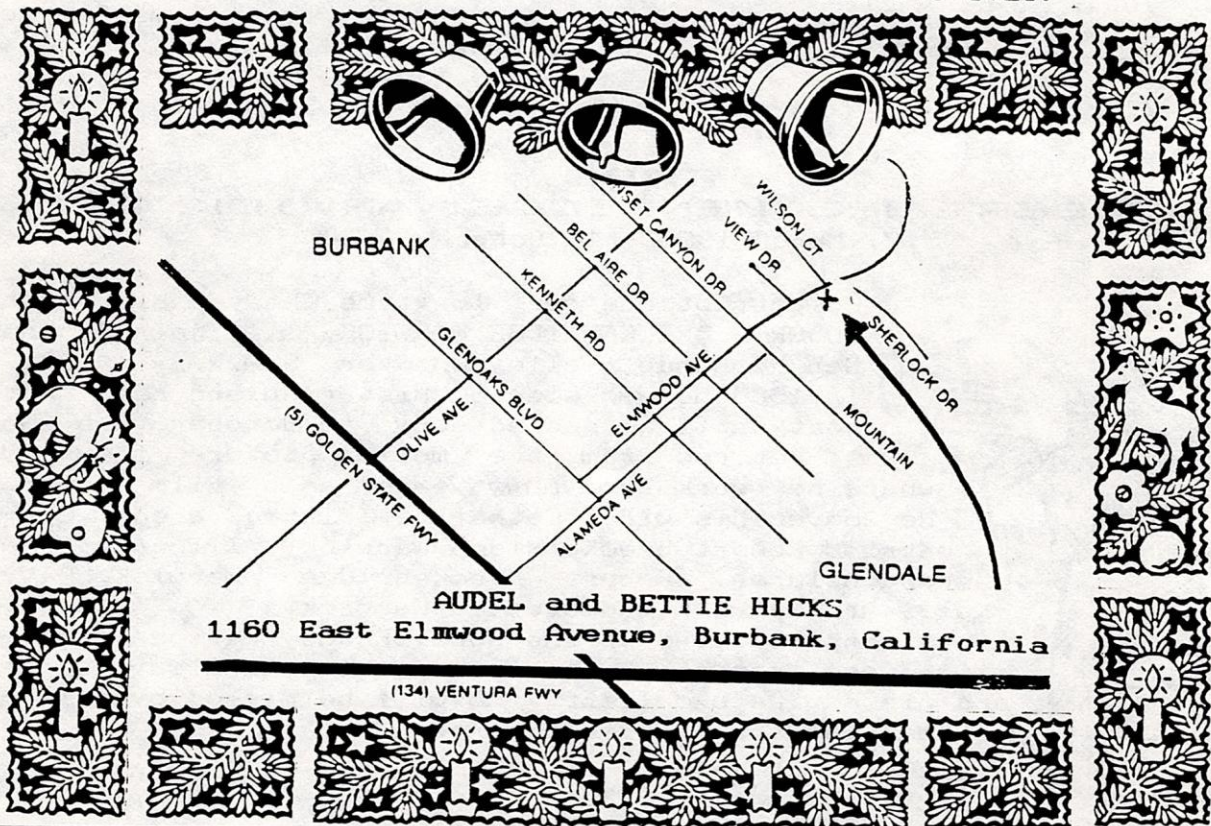 WILSON CT
VIEW DR
NSET CANYON DR
BEL AIRE DR
BURBANK
KENNETH RD
SHERLOCK DR
GLENOAKS BLVD
ELMWOOD AVE
MOUNTAIN
OLIVE AVE
(5) GOLDEN STATE FWY
ALAMEDA AVE
GLENDALE
AUDEL and BETTIE HICKS
1160 East Elmwood Avenue, Burbank, California
(134) VENTURA FWY